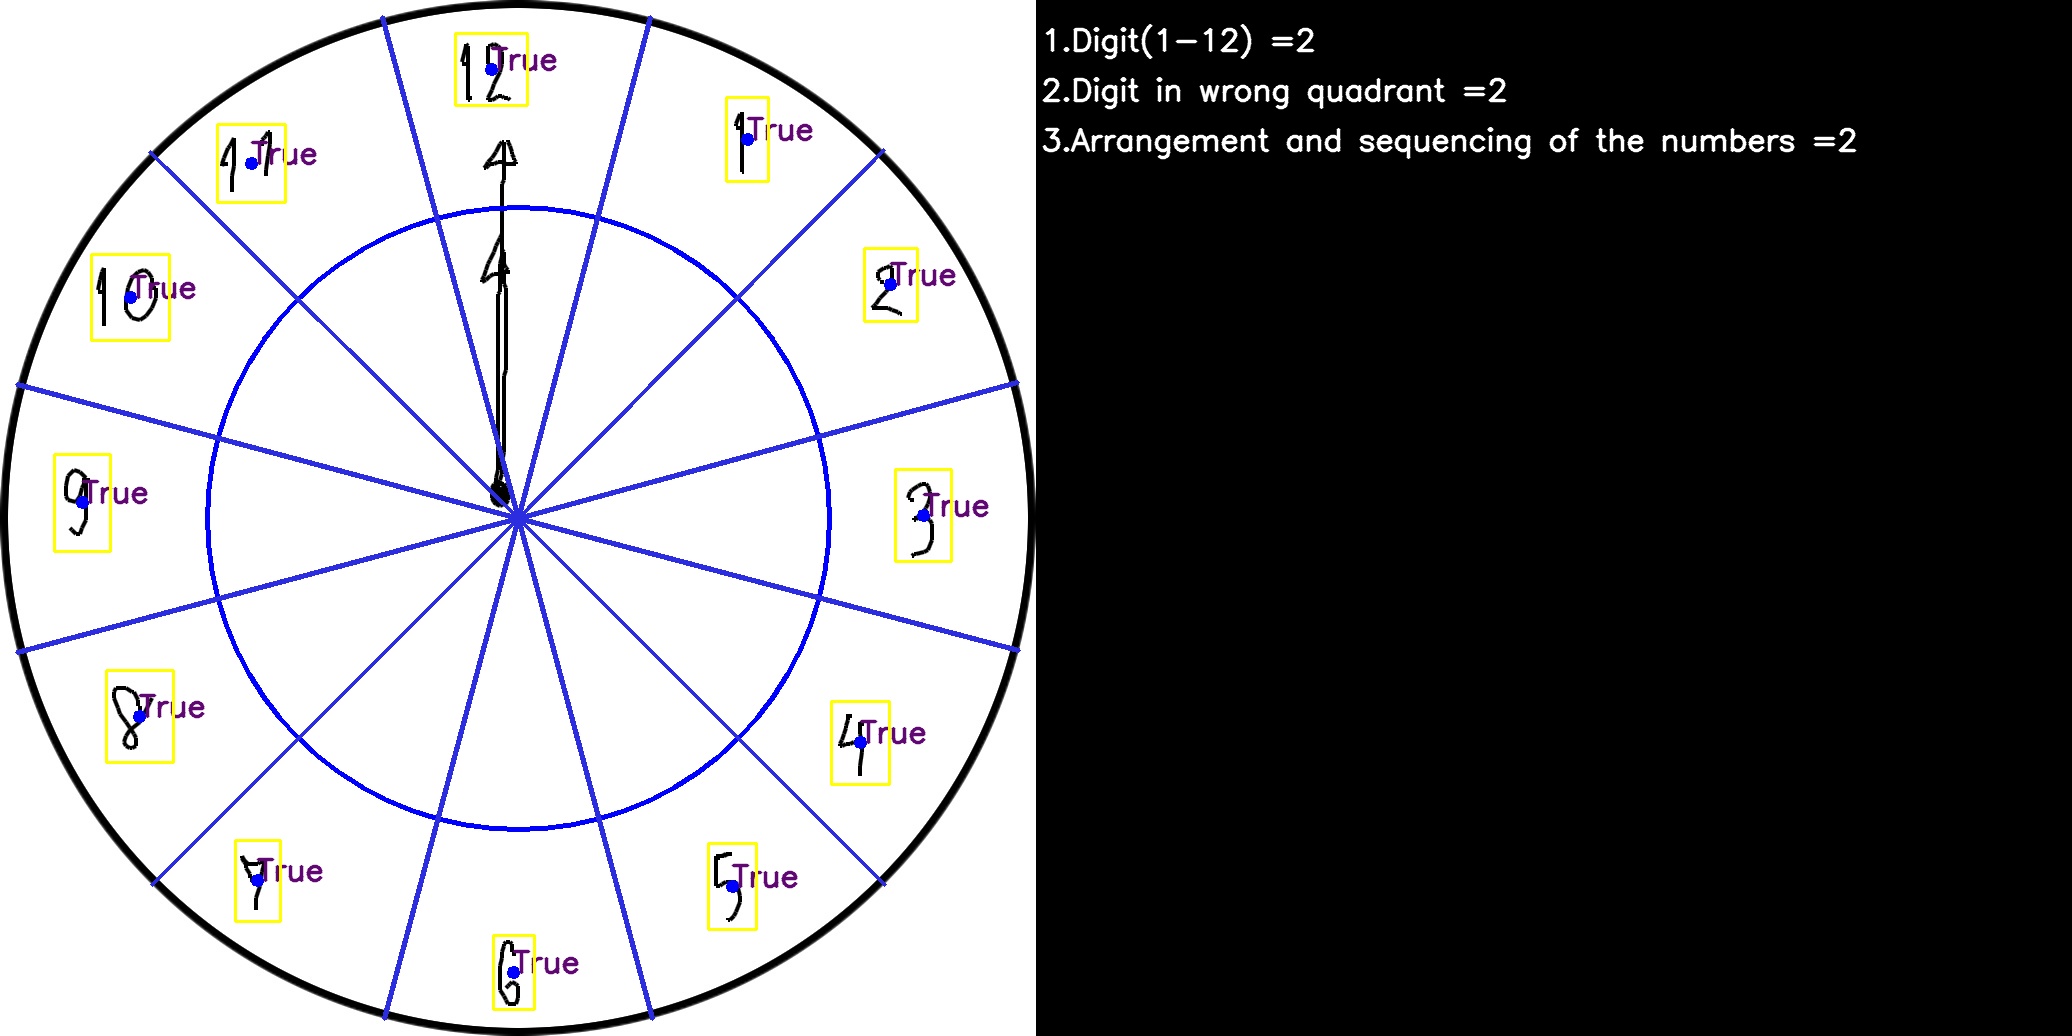 12 True
1 True
11 True
2 True
10 True
9 True
3 True
8 True
4 True
7 True
5 True
6 True
1.Digit(1-12) =2
2.Digit in wrong quadrant =2
3.Arrangement and sequencing of the numbers =2